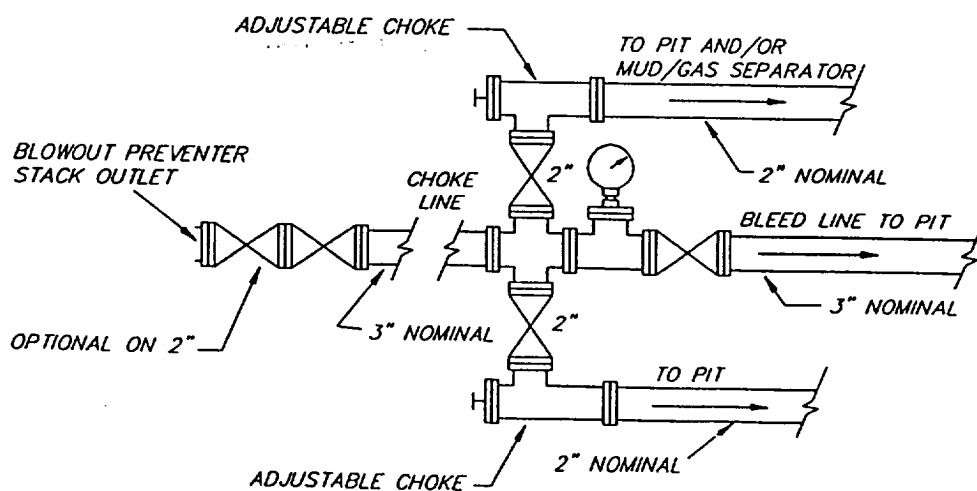 ADJUSTABLE CHOKE
TO PIT AND/OR
MUD/GAS SEPARATOR
BLOWOUT PREVENTER
STACK OUTLET
2"
2" NOMINAL
CHOKE
LINE
BLEED LINE TO PIT
OPTIONAL ON 2"
3" NOMINAL
2"
3" NOMINAL
TO PIT
ADJUSTABLE CHOKE
2" NOMINAL